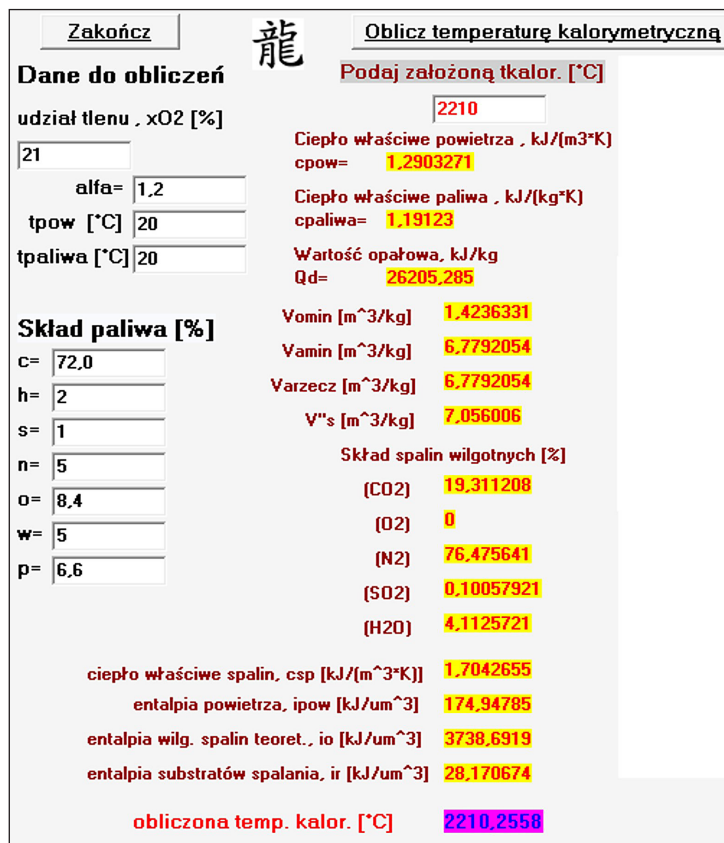 Zakończ
龍
Oblicz temperaturę kalorymetryczną
Dane do obliczeń
udział tlenu , xO2 [%]
21
alfa= 1,2
tpow [°C] 20
tpaliwa [°C] 20
Skład paliwa [%]
c= 72,0
h= 2
s= 1
n= 5
o= 8,4
w= 5
p= 6,6
Podaj założoną tkalor. [°C]
2210
Ciepło właściwe powietrza , kJ/(m3*K)
cpow= 1,2903271
Ciepło właściwe paliwa , kJ/(kg*K)
cpaliwa= 1,19123
Wartość opałowa, kJ/kg
Qd= 26205,285
Vomin [m^3/kg] 1,4236331
Vamin [m^3/kg] 6,7792054
Varzecz [m^3/kg] 6,7792054
V"s [m^3/kg] 7,056006
Skład spalin wilgotnych [%]
(CO2) 19,311208
(O2) 0
(N2) 76,475641
(SO2) 0,10057921
(H2O) 4,1125721
ciepło właściwe spalin, csp [kJ/(m^3*K)] 1,7042655
entalpia powietrza, ipow [kJ/um^3] 174,94785
entalpia wilg. spalin teoret., io [kJ/um^3] 3738,6919
entalpia substratów spalania, ir [kJ/um^3] 28,170674
obliczona temp. kalor. [°C] 2210,2558